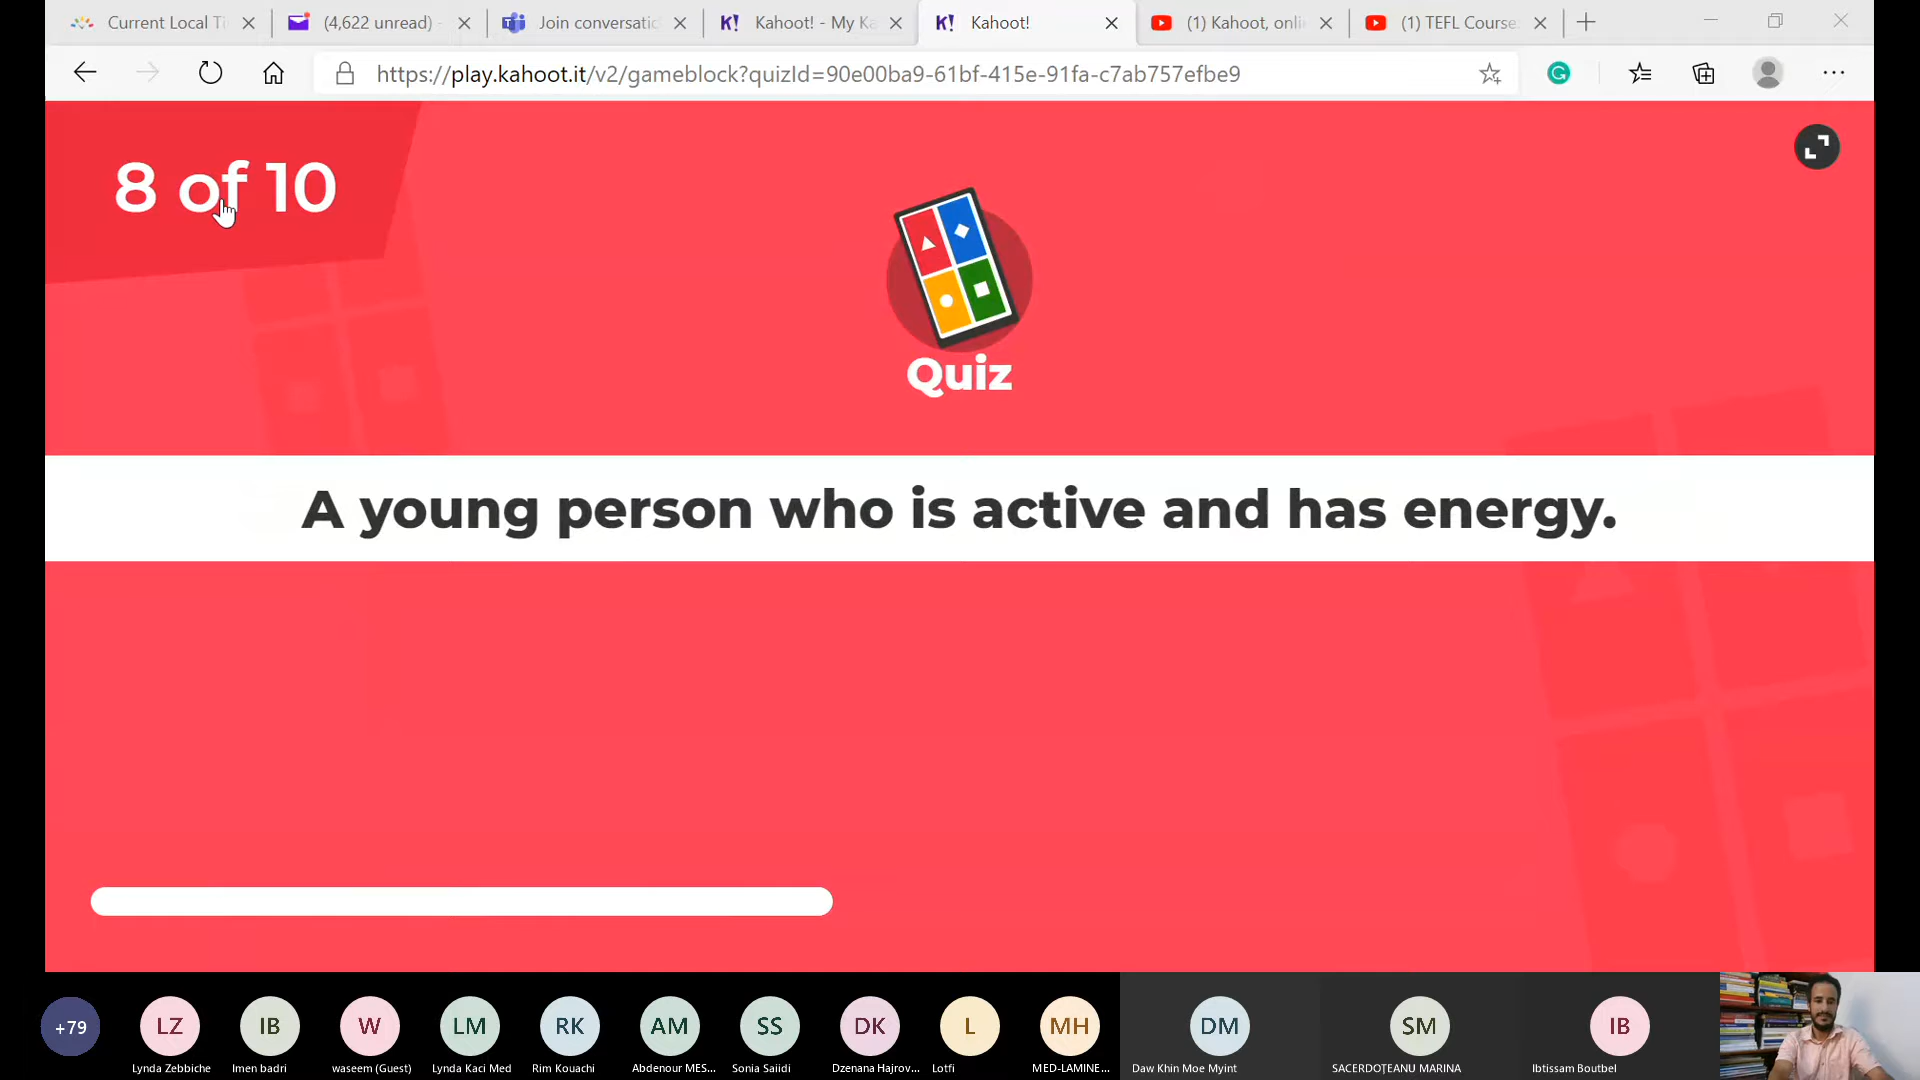 Current Local Ti
(4,622 unread) -
Join conversatic
K! Kahoot! - My Ka
K! Kahoot!
(1) Kahoot, onli
(1) TEFL Course
https://play.kahoot.it/v2/gameblock?quizId=90e00ba9-61bf-415e-91fa-c7ab757efbe9
G
8 of 10
Quiz
A young person who is active and has energy.
+79
LZ
IB
W
LM
RK
AM
SS
DK
L
MH
DM
SM
IB
Lynda Zebbiche
Imen badri
waseem (Guest)
Lynda Kaci Med
Rim Kouachi
Abdenour MES...
Sonia Saiidi
Dzenana Hajrov...
Lotfi
MED-LAMINE...
Daw Khin Moe Myint
SACERDOȚEANU MARINA
Ibtissam Boutbel